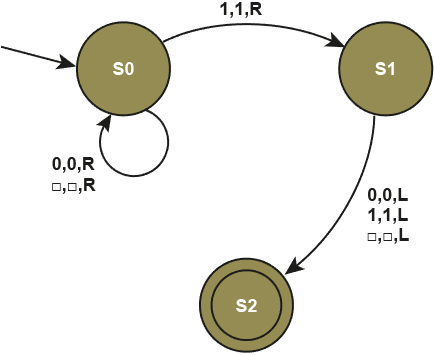 1,1,R
S0
S1
0,0,R
□,□,R
0,0,L
1,1,L
□,□,L
S2